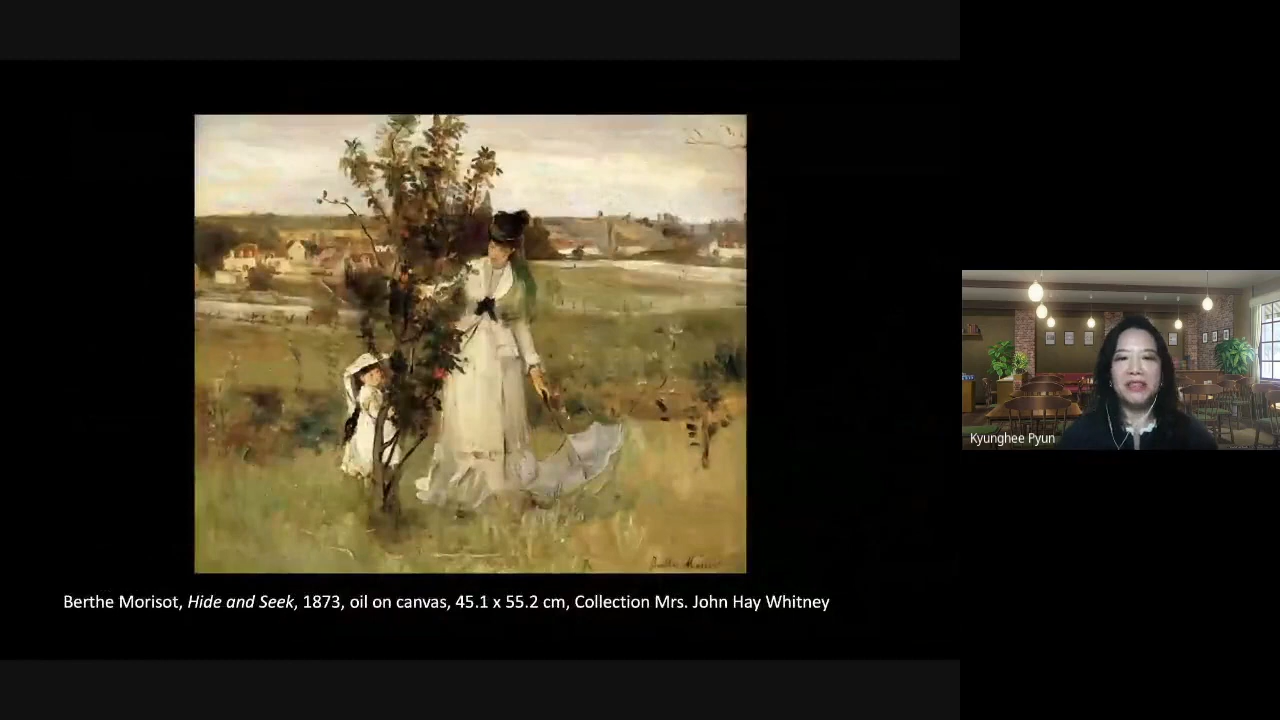 Berthe Morisot, Hide and Seek, 1873, oil on canvas, 45.1 x 55.2 cm, Collection Mrs. John Hay Whitney
Kyunghee Pyun